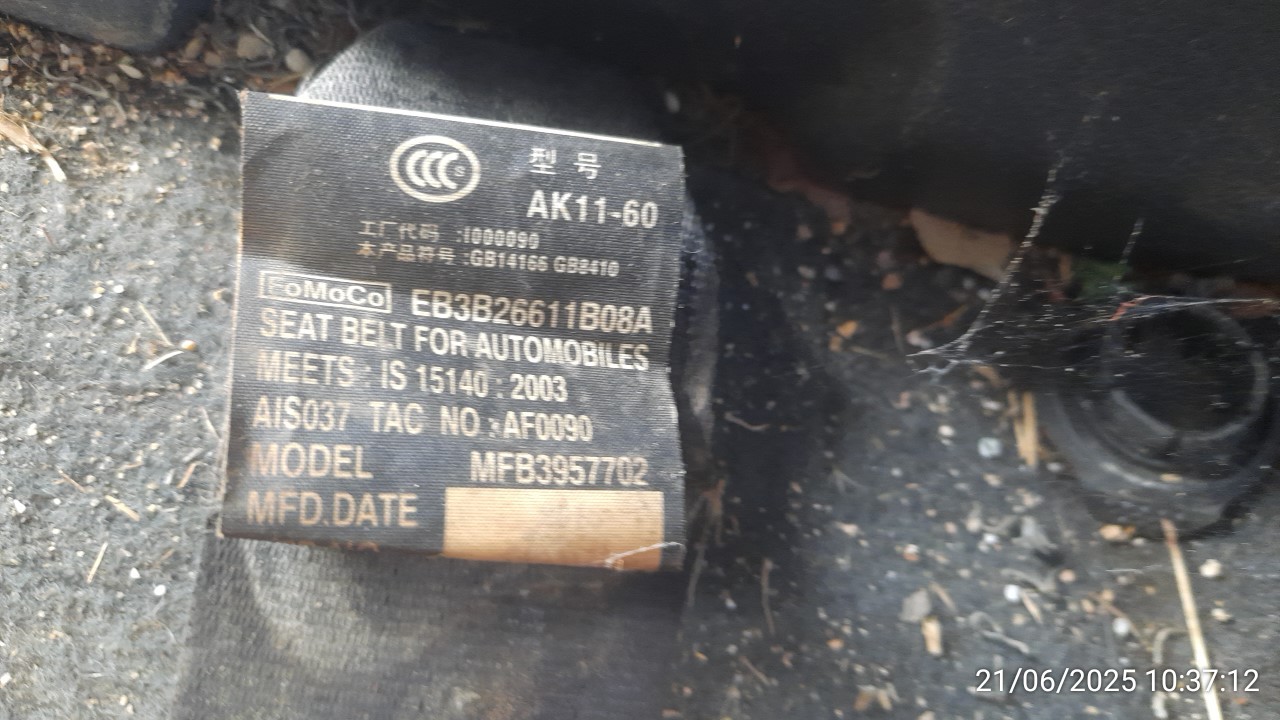 CCC S
型号
AK11-60
工厂代码 :I000090
本产品符号 :GB14166 GB8410
FoMoCo EB3B26611B08A
SEAT BELT FOR AUTOMOBILES
MEETS : IS 15140 : 2003
AIS037 TAC NO.: AF0090
MODEL MFB3957702
MFD.DATE
21/06/2025 10:37:12